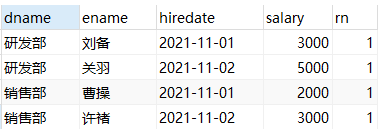 dname ename hiredate salary rn
研发部 刘备 2021-11-01 3000 1
研发部 关羽 2021-11-02 5000 1
销售部 曹操 2021-11-01 2000 1
销售部 许褚 2021-11-02 3000 1